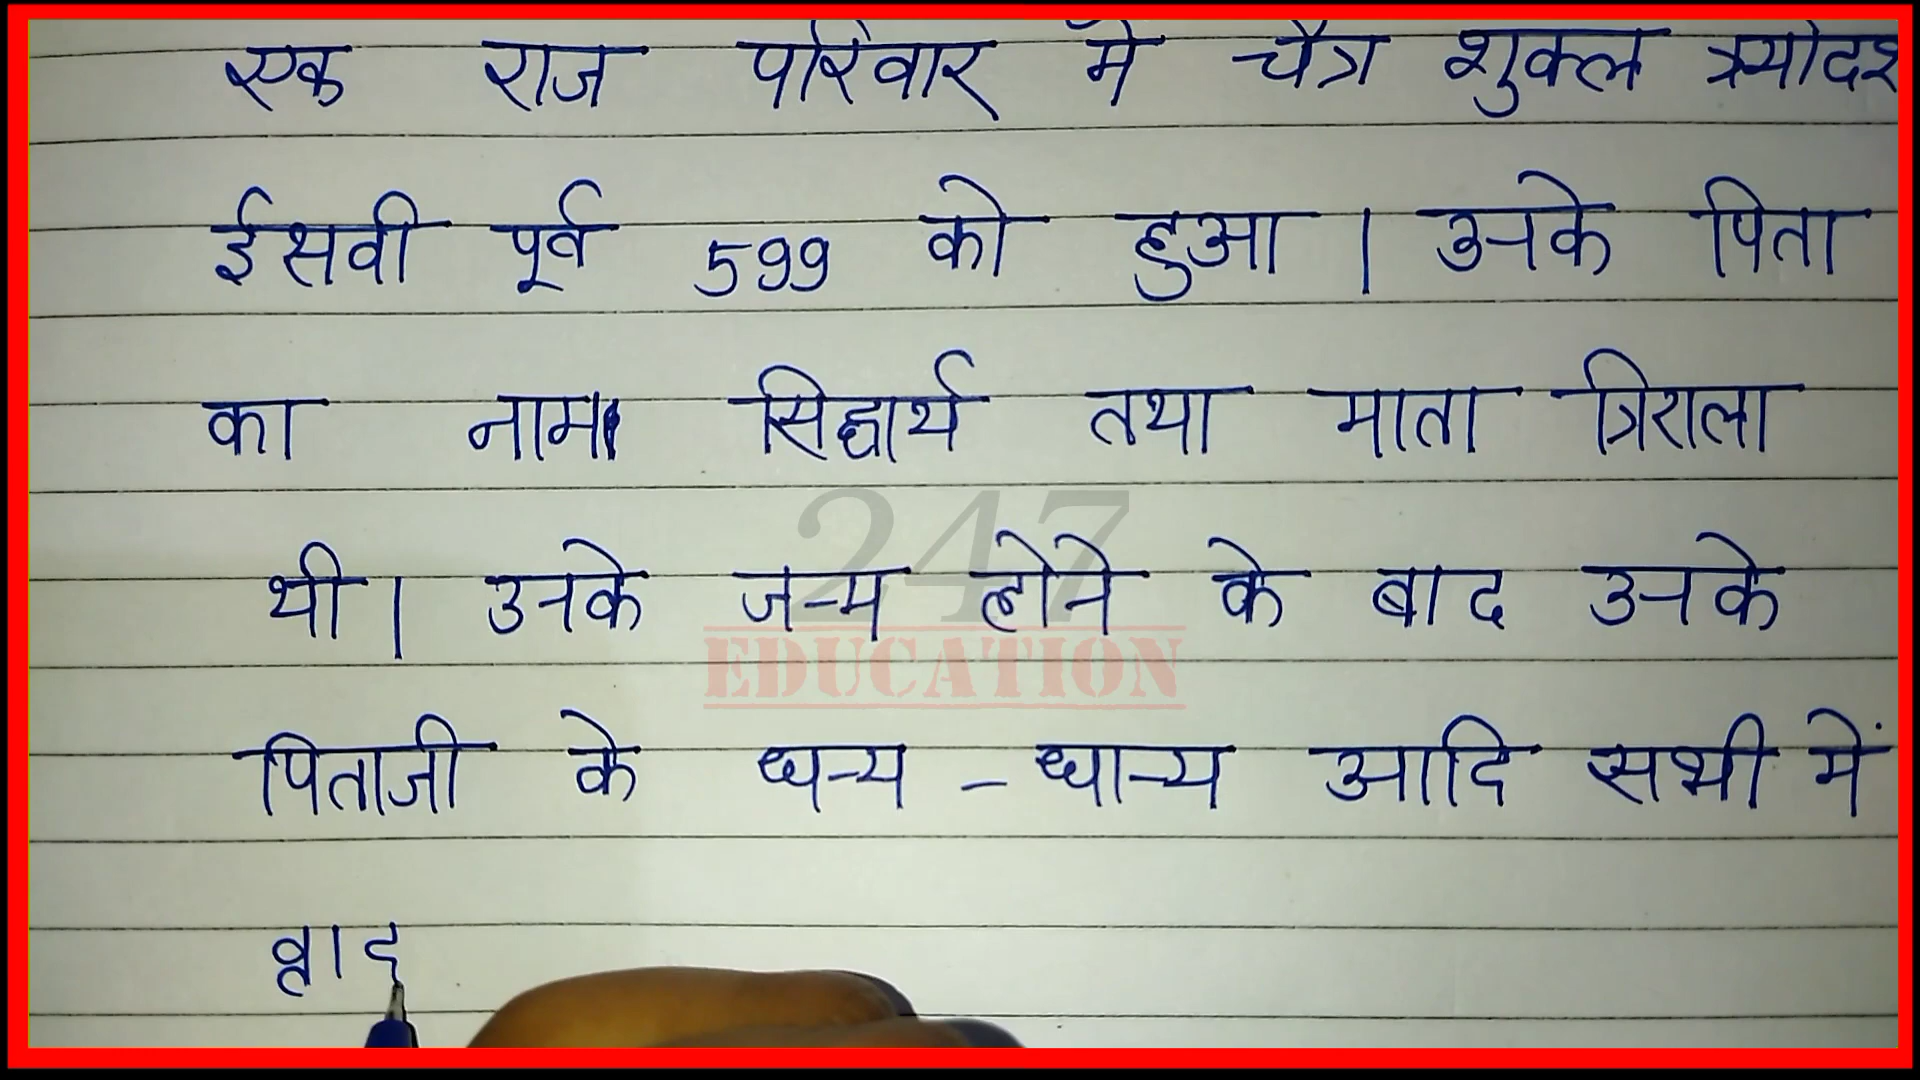 एक राज परिवार में चैत्र शुक्ल त्रयोदश
ईसवी पूर्व 599 को हुआ । उनके पिता
का नाम सिद्धार्थ तथा माता त्रिशला
थी । उनके जन्म होने के बाद उनके
247
EDUCATION
पिताजी के धन्य - धान्य आदि सभी में